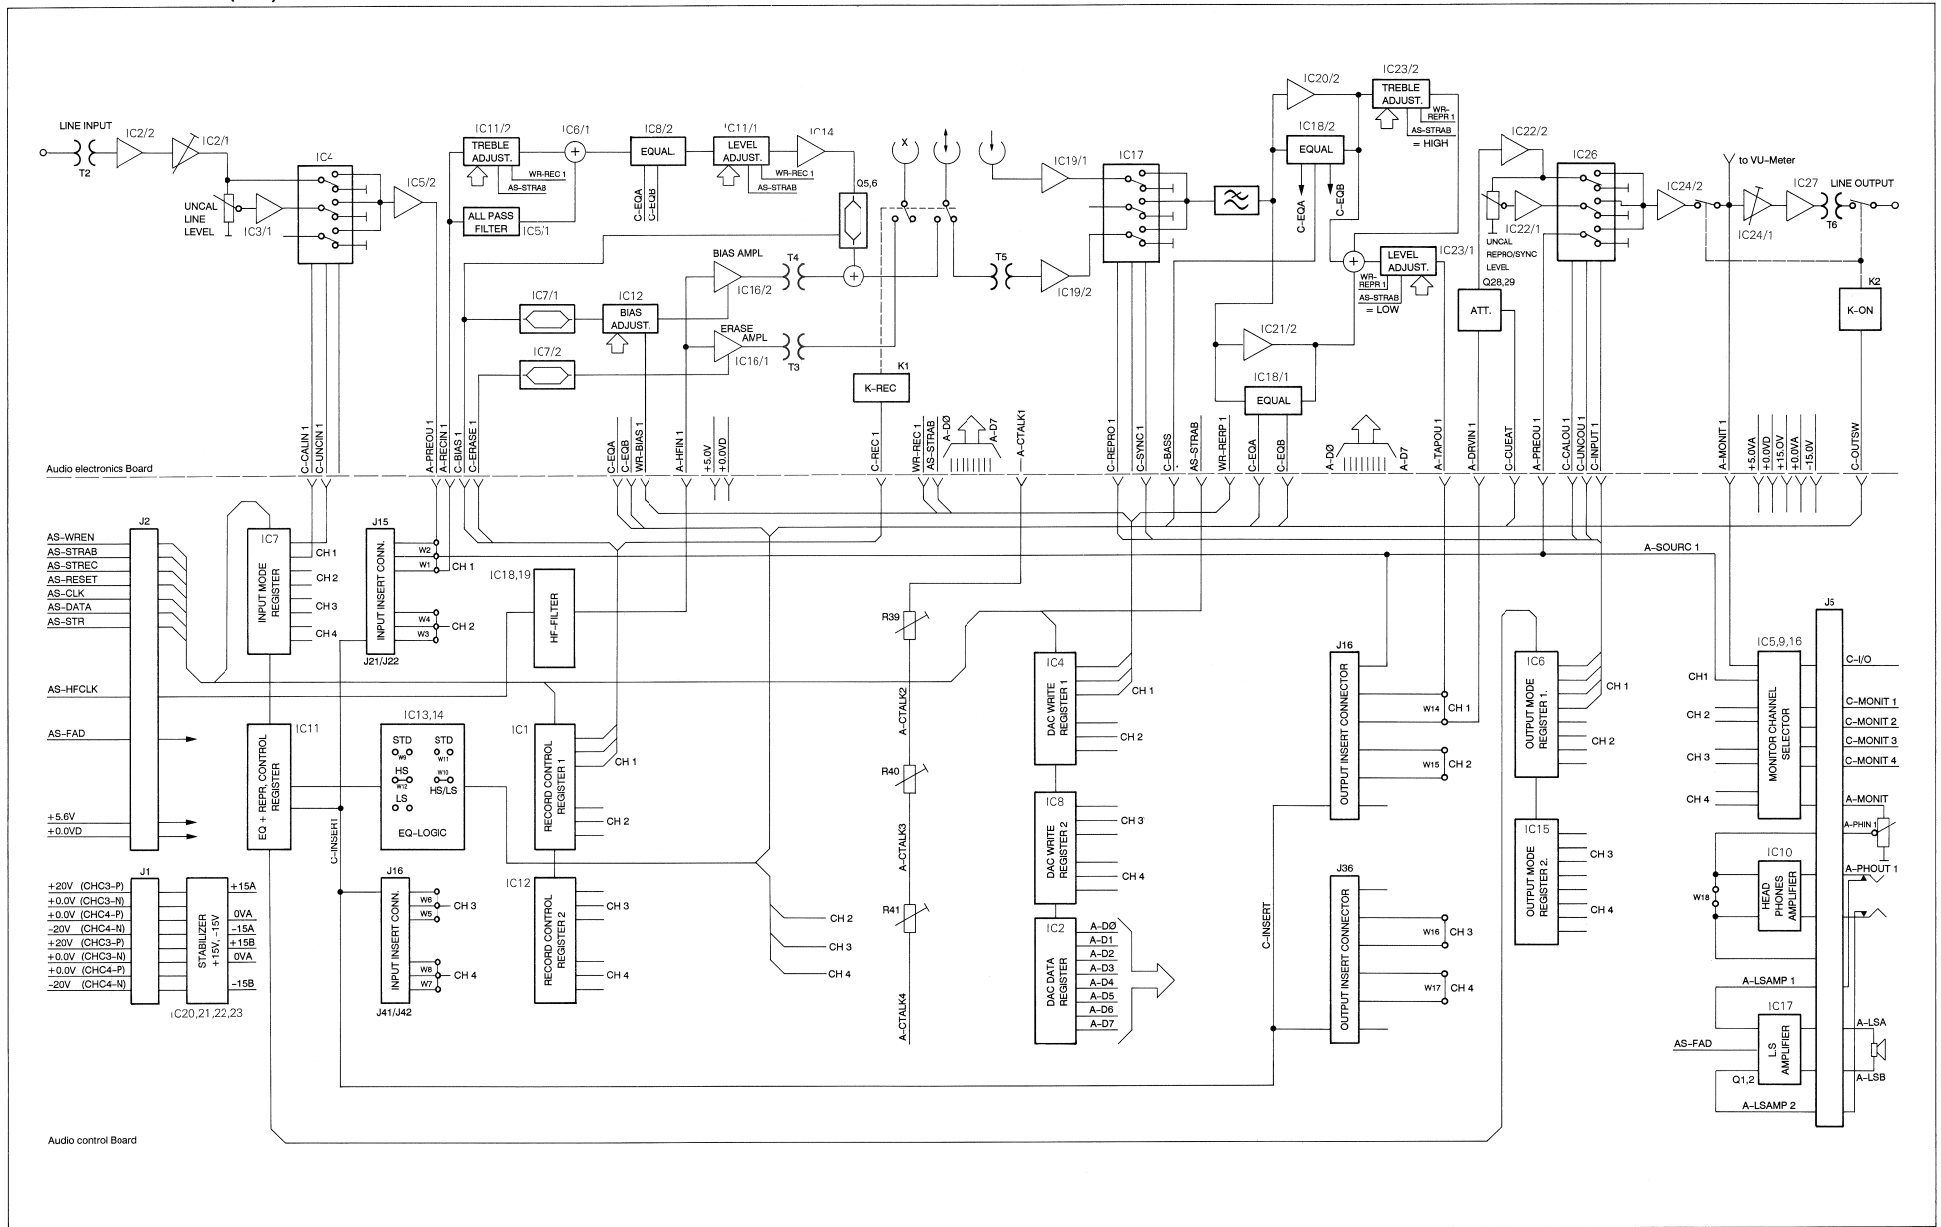 LINE INPUT
T2
IC2/2
IC2/1
UNCAL
LINE
LEVEL
IC3/1
IC4
IC5/2
IC11/2
TREBLE
ADJUST.
WR-REC 1
AS-STRAB
IC6/1
IC8/2
EQUAL
C-EQA
C-EQB
IC11/1
LEVEL
ADJUST.
WR-REC 1
AS-STRAB
IC14
Q5,6
ALL PASS
FILTER
IC5/1
BIAS AMPL
IC16/2
T4
IC7/1
IC12
BIAS
ADJUST.
ERASE
AMPL
IC16/1
T3
IC7/2
X
K1
K-REC
T5
IC19/1
IC19/2
IC17
IC20/2
IC18/2
EQUAL
C-EQA
C-EQB
IC23/2
TREBLE
ADJUST.
WR-
REPR 1
AS-STRAB
= HIGH
IC23/1
LEVEL
ADJUST.
WR-
REPR 1
AS-STRAB
= LOW
IC21/2
IC18/1
EQUAL
IC22/2
IC22/1
UNCAL
REPRO/SYNC
LEVEL
Q28,29
ATT.
IC26
IC24/2
to VU-Meter
IC24/1
IC27
T6
LINE OUTPUT
K2
K-ON
C-CALIN 1
C-UNCIN 1
A-PREOU 1
A-RECIN 1
C-BIAS 1
C-ERASE 1
C-EQA
C-EQB
WR-BIAS 1
A-HFIN 1
+5.0V
+0.0VD
C-REC 1
WR-REC 1
AS-STRAB
A-DØ
A-D7
A-CTALK1
C-REPRO 1
C-SYNC 1
C-BASS
AS-STRAB
WR-RERP 1
C-EQA
C-EQB
A-DØ
A-D7
A-TAPOU 1
A-DRVIN 1
C-CUEAT
A-PREOU 1
C-CALOU 1
C-UNCOU 1
C-INPUT 1
A-MONIT 1
+5.0VA
+0.0VD
+15.0V
+0.0VA
-15.0V
C-OUTSW
Audio electronics Board
J2
AS-WREN
AS-STRAB
AS-STREC
AS-RESET
AS-CLK
AS-DATA
AS-STR
AS-HFCLK
AS-FAD
+5.6V
+0.0VD
IC7
INPUT MODE
REGISTER
CH 1
CH 2
CH 3
CH 4
J15
INPUT INSERT CONN.
W2
W1
CH 1
W4
W3
CH 2
J21/J22
IC18,19
HF-FILTER
A-SOURC 1
IC11
EQ + REPR, CONTROL
REGISTER
C-INSERT
IC13,14
STD
W9
STD
W11
HS
W12
W10
HS/LS
LS
EQ-LOGIC
IC1
RECORD CONTROL
REGISTER 1
CH 1
CH 2
IC12
RECORD CONTROL
REGISTER 2
CH 3
CH 4
J16
INPUT INSERT CONN.
W6
W5
CH 3
W8
W7
CH 4
J41/J42
CH 2
CH 3
CH 4
J1
+20V (CHC3-P)
+0.0V (CHC3-N)
+0.0V (CHC4-P)
-20V (CHC4-N)
+20V (CHC3-P)
+0.0V (CHC3-N)
+0.0V (CHC4-P)
-20V (CHC4-N)
STABILIZER
+15V, -15V
+15A
0VA
-15A
+15B
0VA
-15B
IC20,21,22,23
R39
A-CTALK2
R40
A-CTALK3
R41
A-CTALK4
IC4
DAC WRITE
REGISTER 1
CH 1
CH 2
IC8
DAC WRITE
REGISTER 2
CH 3
CH 4
IC2
DAC DATA
REGISTER
A-DØ
A-D1
A-D2
A-D3
A-D4
A-D5
A-D6
A-D7
C-INSERT
J16
OUTPUT INSERT CONNECTOR
W14
CH 1
W15
CH 2
J36
OUTPUT INSERT CONNECTOR
W16
CH 3
W17
CH 4
IC6
OUTPUT MODE
REGISTER 1.
CH 1
CH 2
IC15
OUTPUT MODE
REGISTER 2.
CH 3
CH 4
IC5,9,16
MONITOR CHANNEL
SELECTOR
CH1
CH 2
CH 3
CH 4
J5
C-I/O
C-MONIT 1
C-MONIT 2
C-MONIT 3
C-MONIT 4
A-MONIT
A-PHIN 1
A-PHOUT 1
IC10
HEAD
PHONES
AMPLIFIER
W18
A-LSAMP 1
IC17
L.S
AMPLIFIER
AS-FAD
Q1,2
A-LSAMP 2
A-LSA
A-LSB
Audio control Board